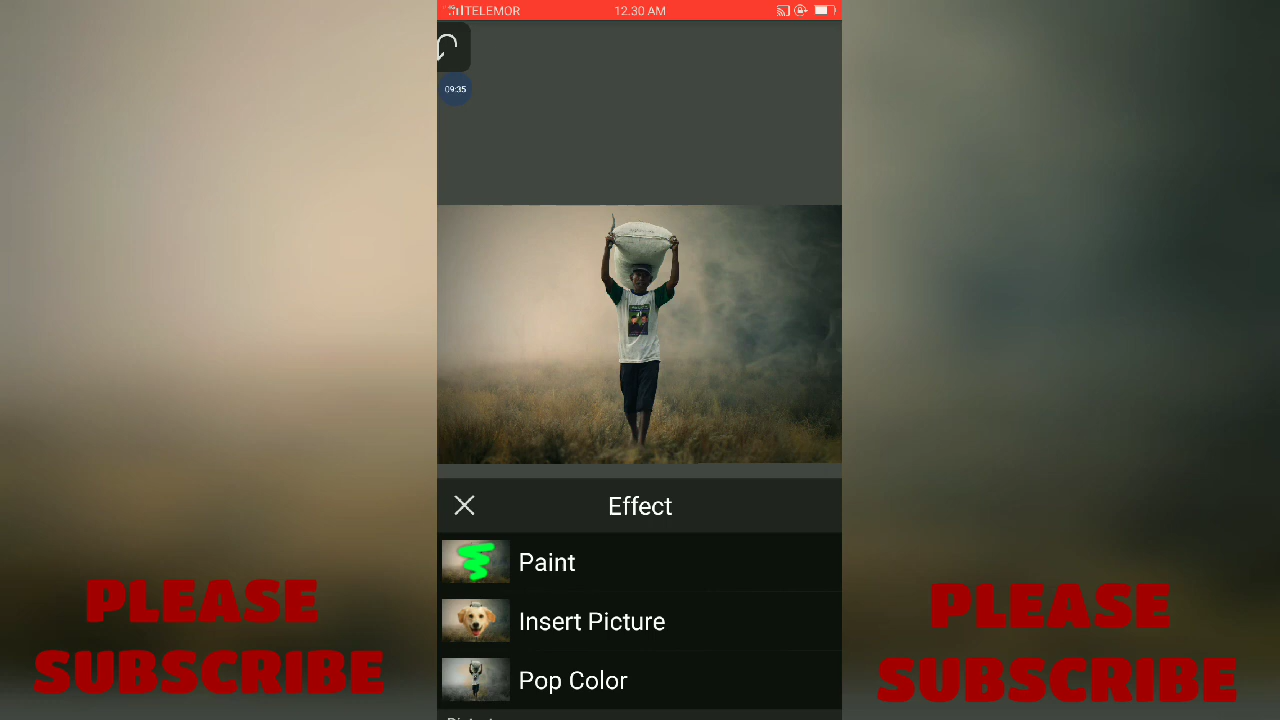 TELEMOR
12.30 AM
09:35
Effect
Paint
Insert Picture
Pop Color
PLEASE
SUBSCRIBE
PLEASE
SUBSCRIBE